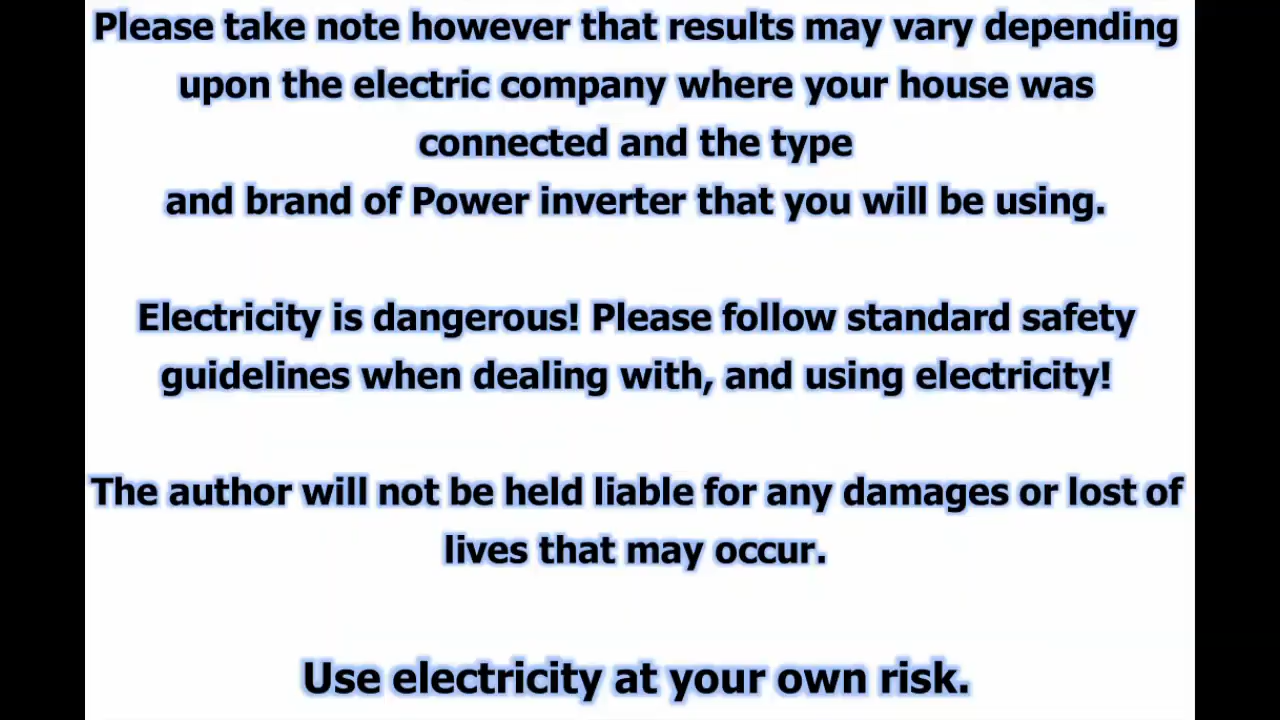 Please take note however that results may vary depending
upon the electric company where your house was
connected and the type
and brand of Power inverter that you will be using.
Electricity is dangerous! Please follow standard safety
guidelines when dealing with, and using electricity!
The author will not be held liable for any damages or lost of
lives that may occur.
Use electricity at your own risk.